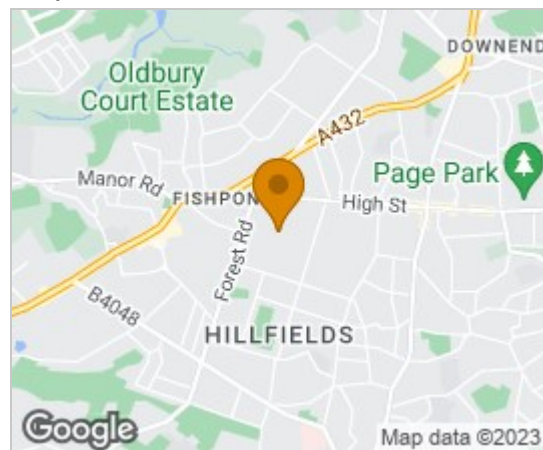 DOWNEND
Oldbury
Court Estate
A432
Page Park
Manor Rd
FISHPON
High St
Forest Rd
B4048
HILLFIELDS
Google
Map data ©2023